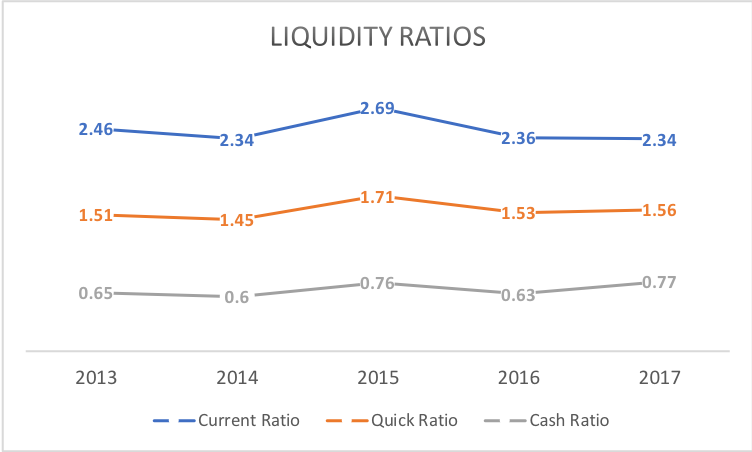 LIQUIDITY RATIOS
2.46 2.34 2.69 2.36 2.34
1.51 1.45 1.71 1.53 1.56
0.65 0.6 0.76 0.63 0.77
2013 2014 2015 2016 2017
Current Ratio Quick Ratio Cash Ratio